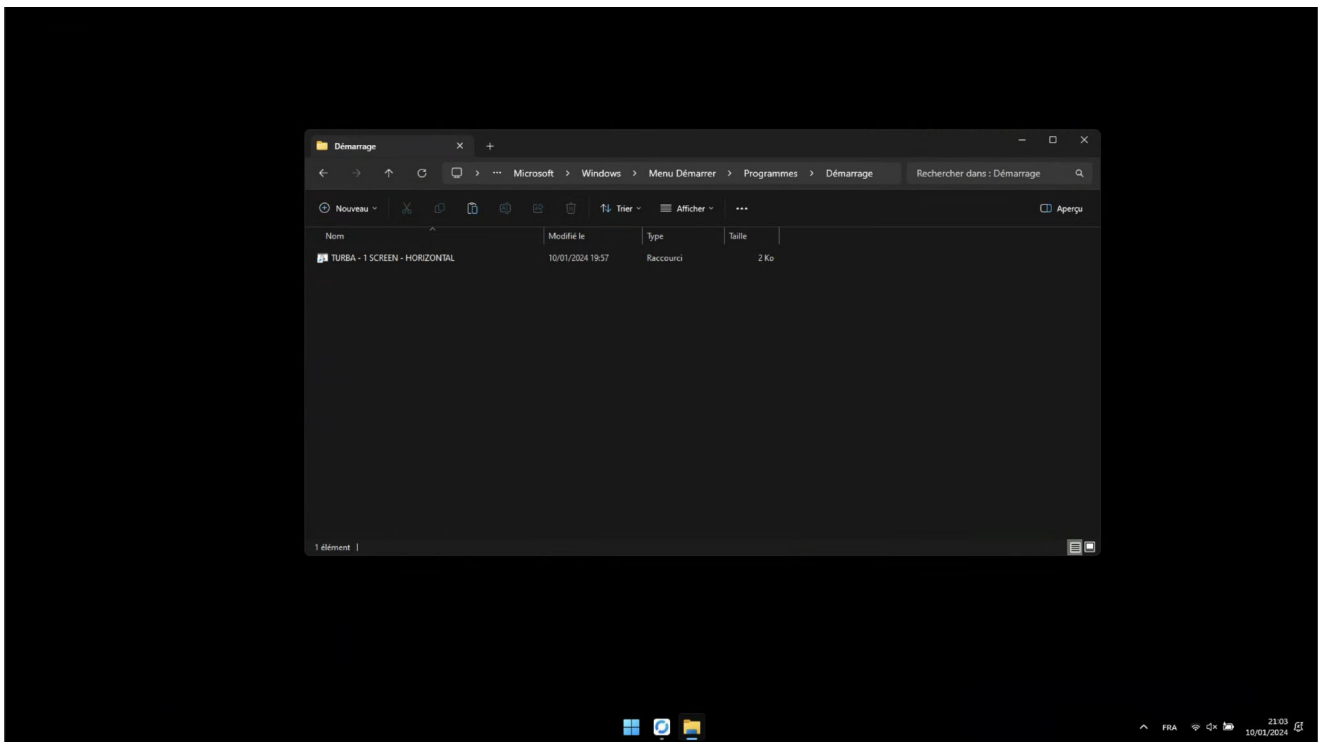 Démarrage
Microsoft > Windows > Menu Démarrer > Programmes > Démarrage
Rechercher dans : Démarrage
Nouveau
Trier
Afficher
Aperçu
Nom Modifié le Type Taille
TURBA - 1 SCREEN - HORIZONTAL 10/01/2024 19:57 Raccourci 2 Ko
1 élément
FRA
21:03
10/01/2024